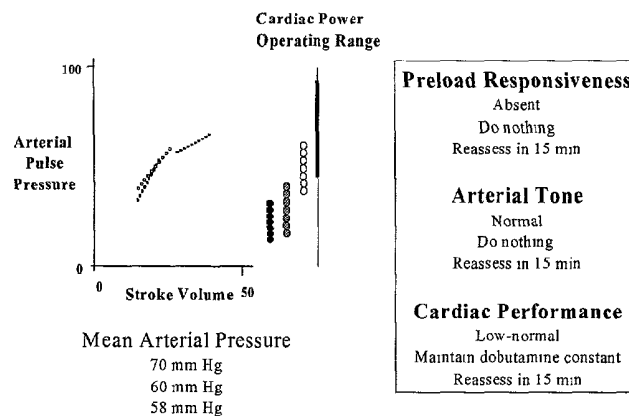 Cardiac Power
Operating Range
100
Arterial
Pulse
Pressure
0
0
Stroke Volume
50
Mean Arterial Pressure
70 mm Hg
60 mm Hg
58 mm Hg
Preload Responsiveness
Absent
Do nothing
Reassess in 15 min
Arterial Tone
Normal
Do nothing
Reassess in 15 min
Cardiac Performance
Low-normal
Maintain dobutamine constant
Reassess in 15 min